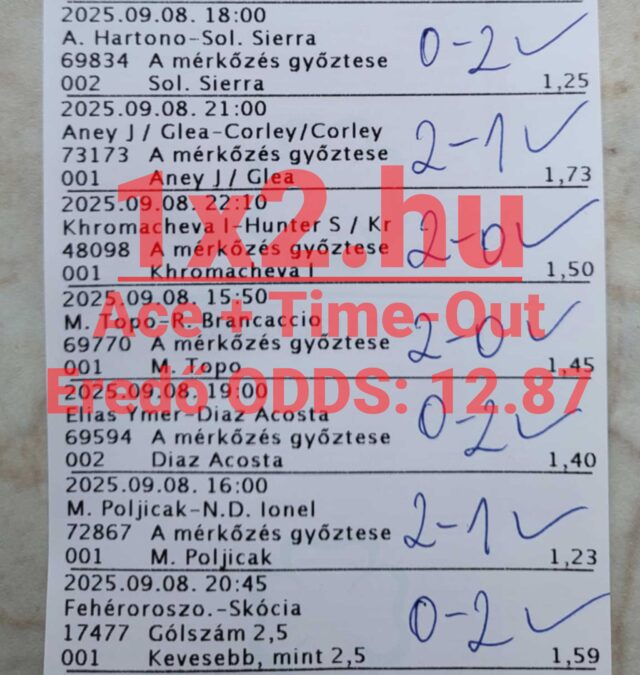 2025.09.08. 18:00
A. Hartono-Sol. Sierra
69834 A mérkőzés győztese
002 Sol. Sierra 1,25
0-2 ✓
2025.09.08. 21:00
Aney J / Glea-Corley/Corley
73173 A mérkőzés győztese
001 Aney J / Glea 1,73
2-1 ✓
2025.09.08. 22:10
Khromacheva I-Hunter S / Kr
48098 A mérkőzés győztese
001 Khromacheva I 1,50
2-0 ✓
2025.09.08. 15:50
M. Topo-R. Brancaccio
69770 A mérkőzés győztese
001 M. Topo 1,45
2-0 ✓
2025.09.08. 19:00
Elias Ymer-Diaz Acosta
69594 A mérkőzés győztese
002 Diaz Acosta 1,40
0-2 ✓
2025.09.08. 16:00
M. Poljicak-N.D. Ionel
72867 A mérkőzés győztese
001 M. Poljicak 1,23
2-1 ✓
2025.09.08. 20:45
Fehéroroszo.-Skócia
17477 Gólszám 2,5
001 Kevesebb, mint 2,5 1,59
0-2 ✓
1x2.hu
Ace + Time-Out
Eredő ODDS: 12.87